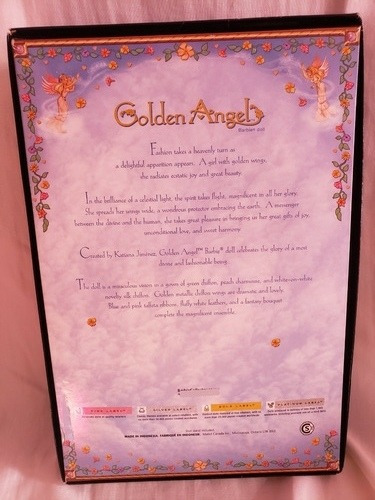 Golden Angel™
Barbie® doll
Fashion takes a heavenly turn as
a delightful apparition appears. A girl with golden wings,
she radiates ecstatic joy and great beauty.
In the brilliance of a celestial light, the spirit takes flight, magnificent in all her glory.
She spreads her wings wide, a wondrous protector embracing the earth. A messenger
between the divine and the human, she takes great pleasure in bringing us her great gifts of joy,
unconditional love, and sweet harmony.
Created by Katiana Jiménez, Golden Angel™ Barbie® doll celebrates the glory of a most
divine and fashionable being.
The doll is a miraculous vision in a gown of green chiffon, peach charmeuse, and white-on-white
novelty silk chiffon. Golden metallic chiffon wings are dramatic and lovely.
Blue and pink taffeta ribbons, fluffy white feathers, and a fantasy bouquet
complete this magnificent ensemble.
PINK LABEL® SILVER LABEL® GOLD LABEL® PLATINUM LABEL®
MADE IN INDONESIA. FABRIQUÉ EN INDONÉSIE.